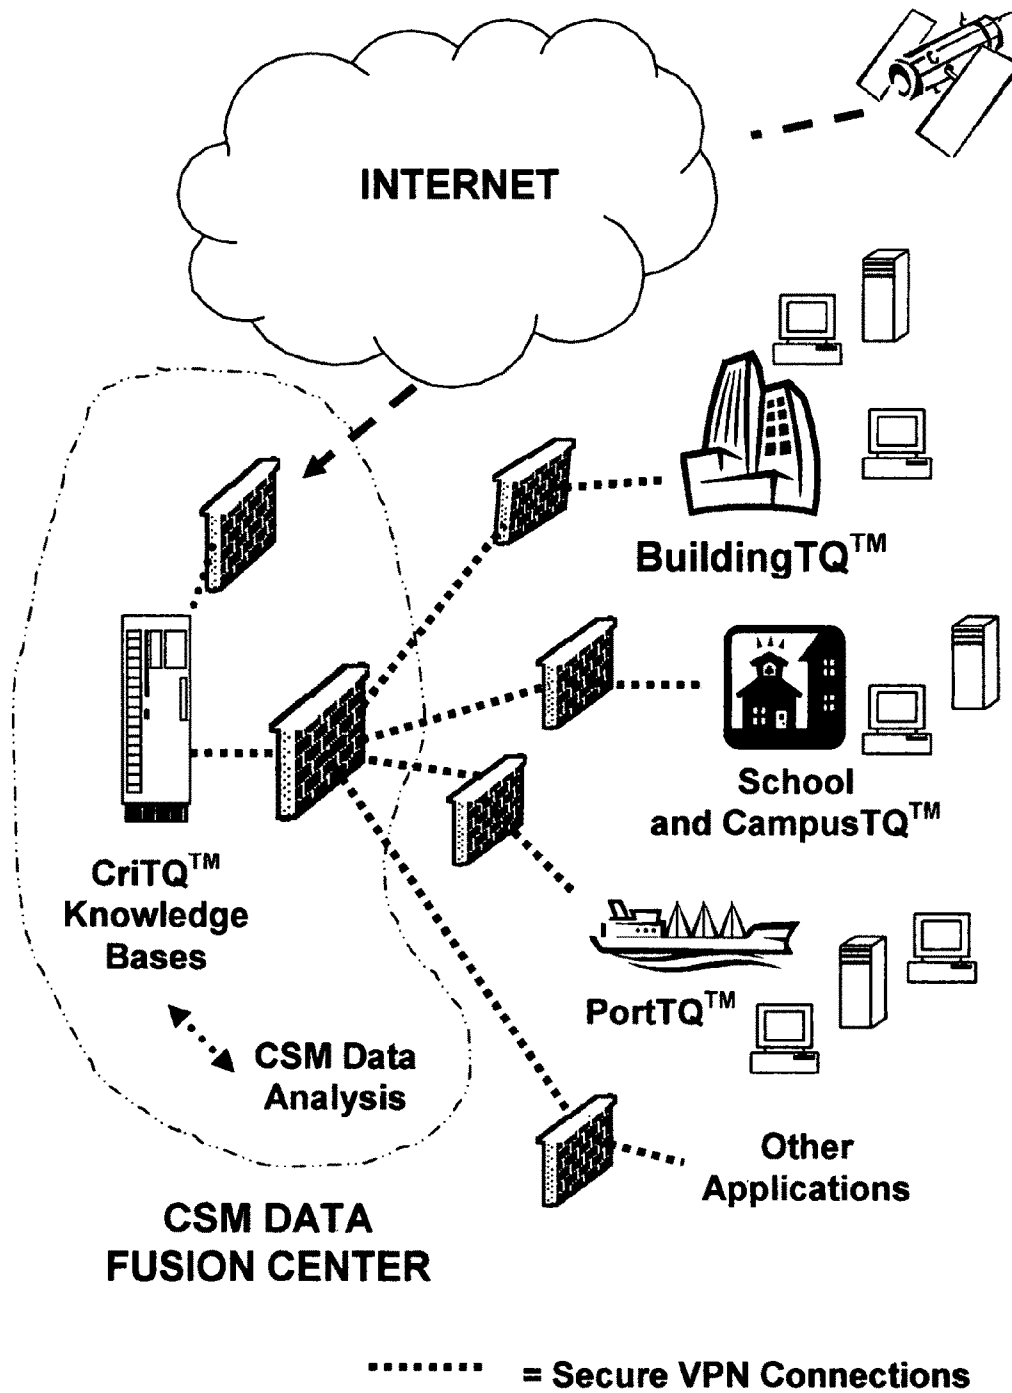 INTERNET
BuildingTQ™
School
and CampusTQ™
CriTQ™
Knowledge
Bases
PortTQ™
CSM Data
Analysis
Other
Applications
CSM DATA
FUSION CENTER
= Secure VPN Connections